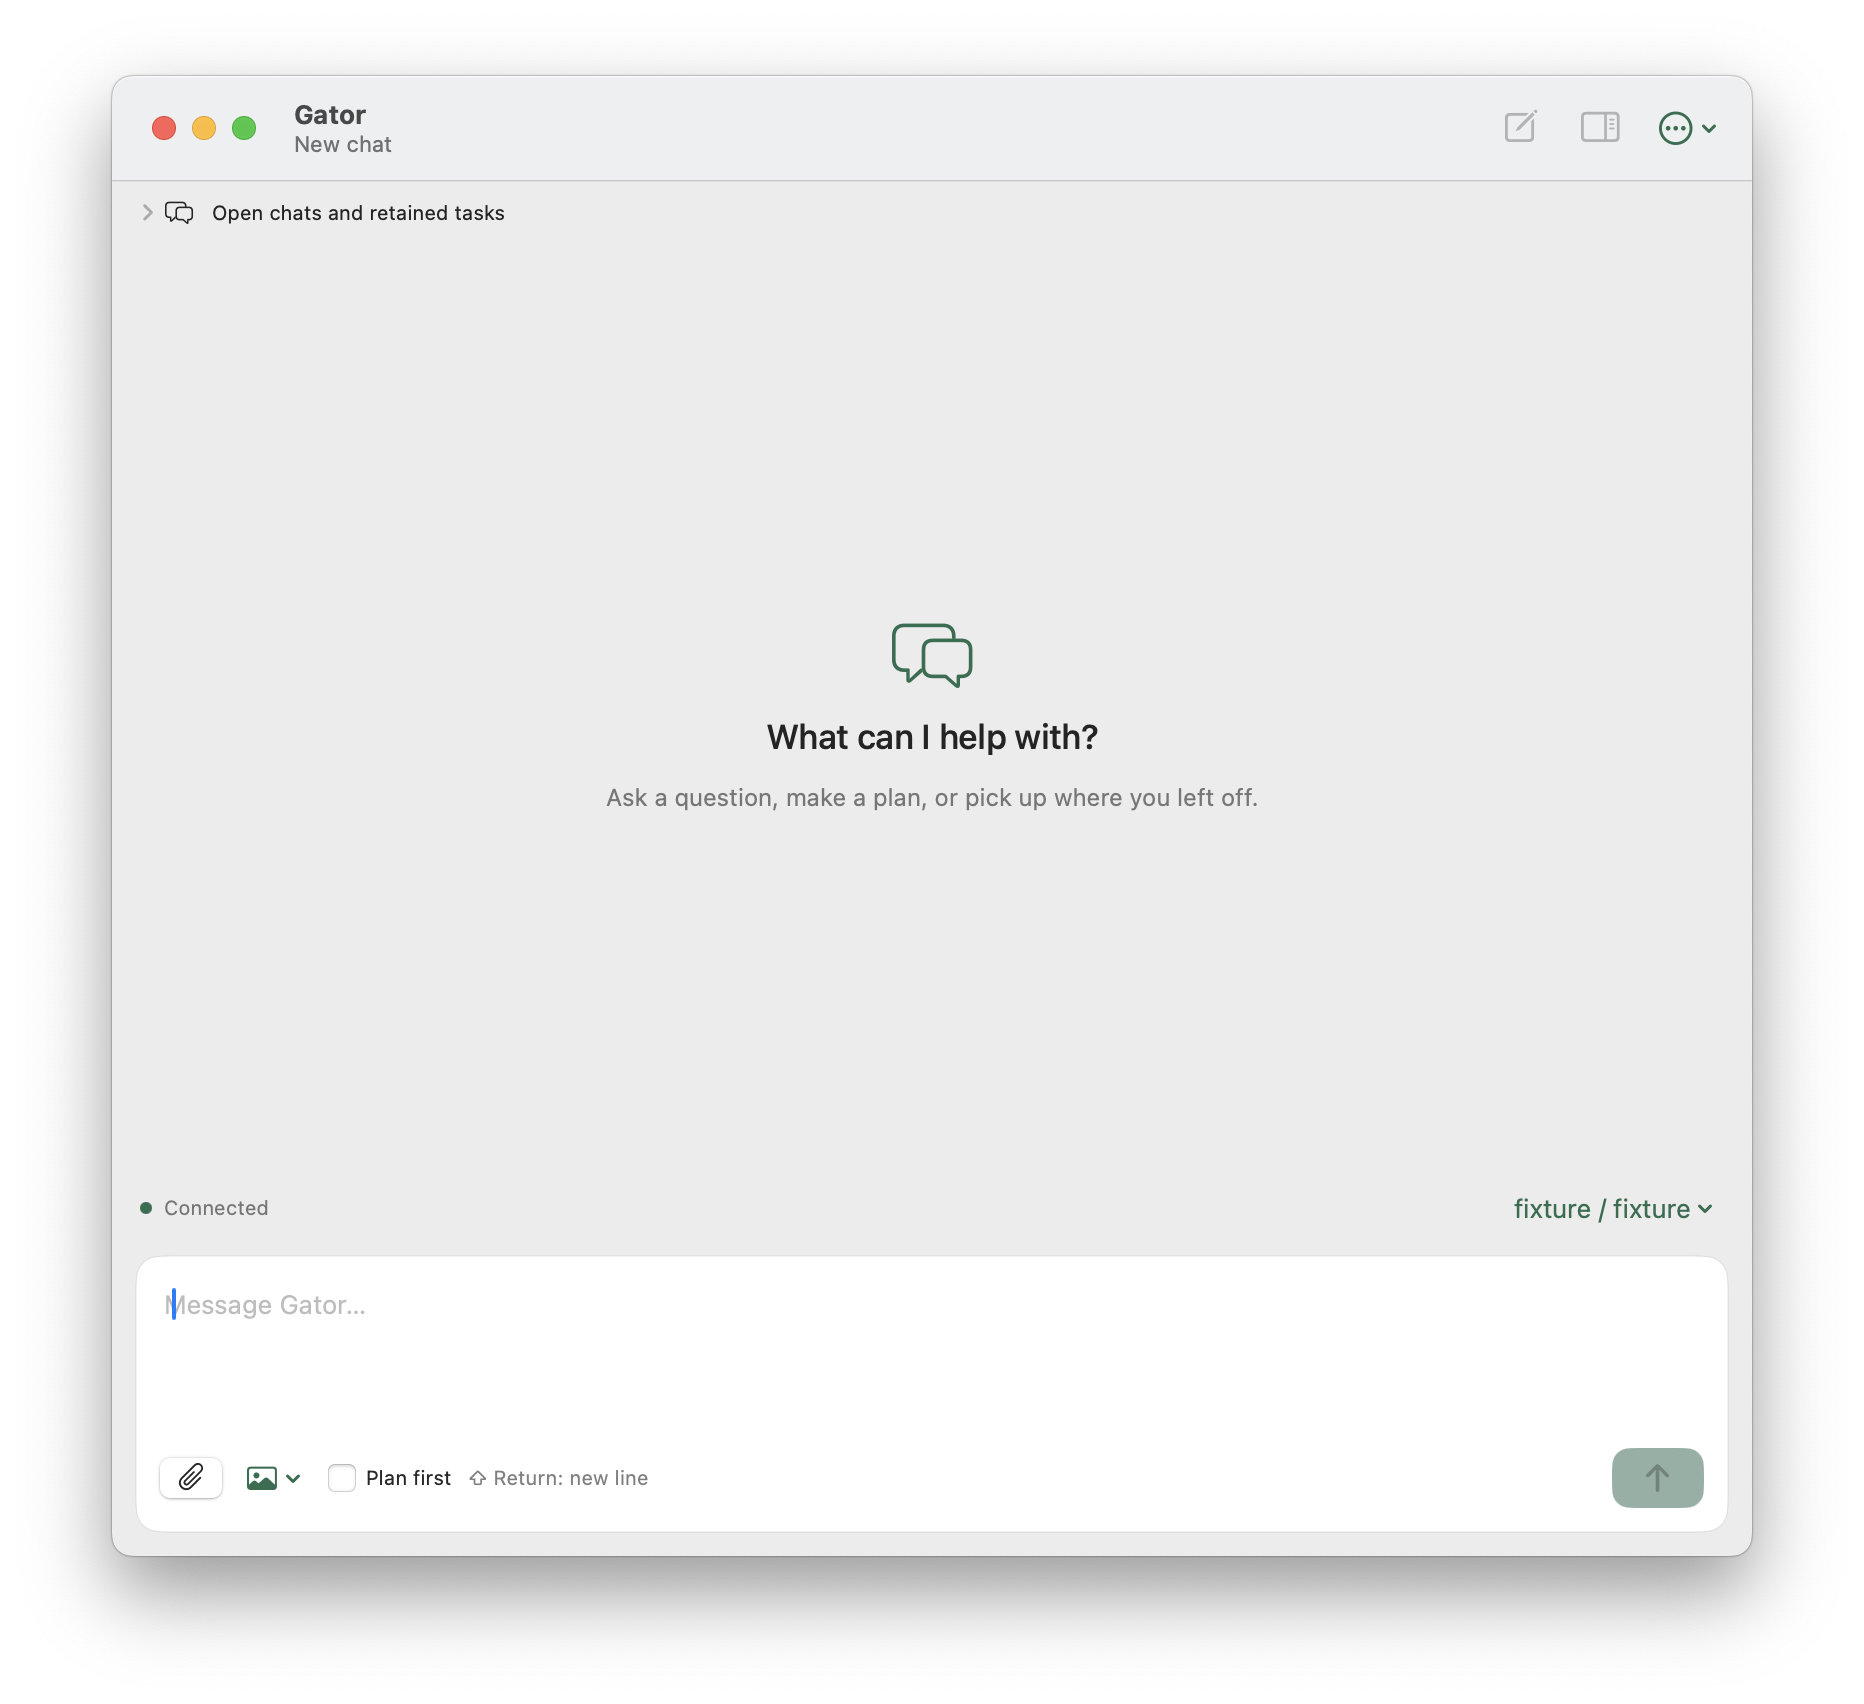 Gator
New chat
Open chats and retained tasks
What can I help with?
Ask a question, make a plan, or pick up where you left off.
Connected
fixture / fixture
Message Gator...
Plan first
Return: new line